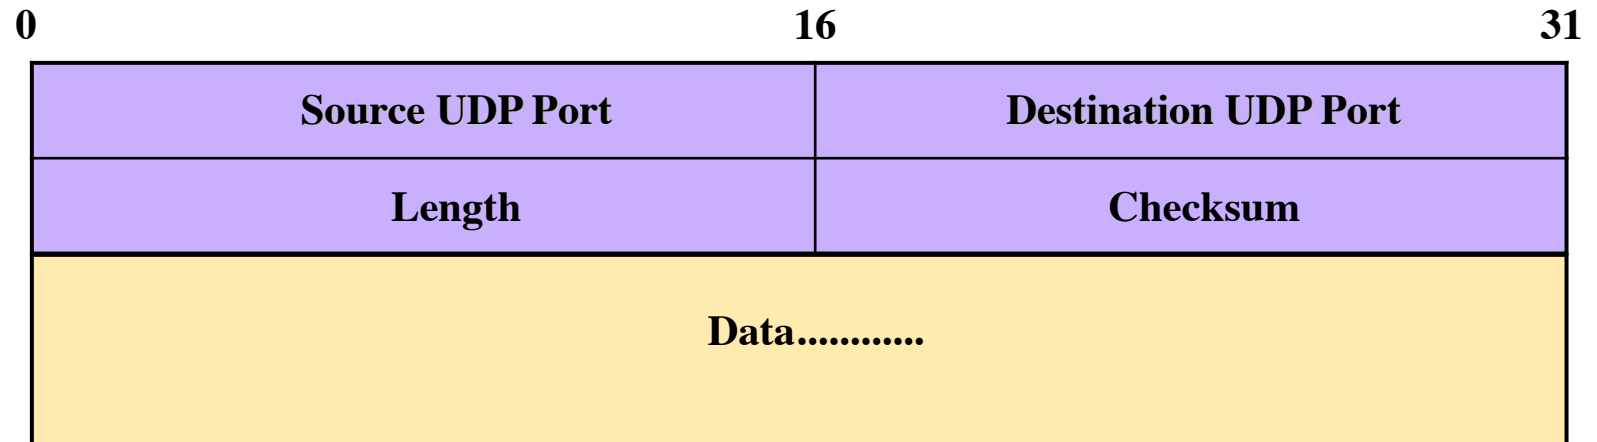 0 16 31
Source UDP Port Destination UDP Port
Length Checksum
Data............